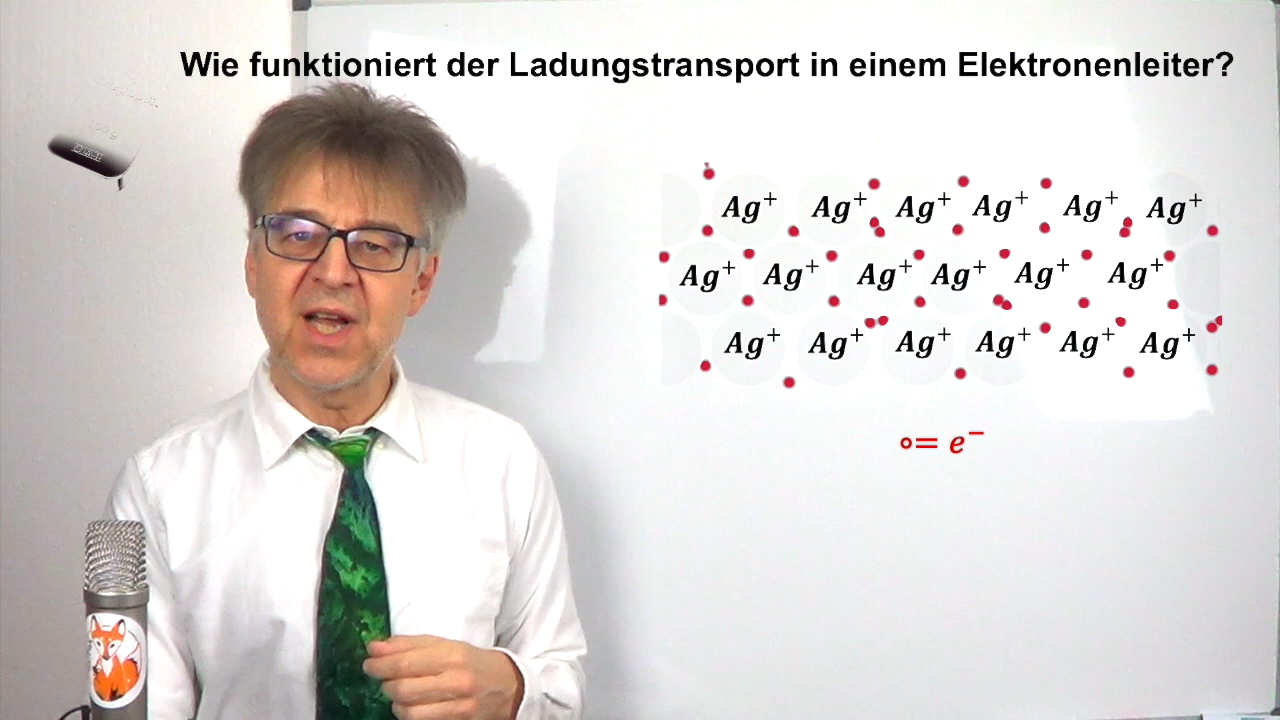 Wie funktioniert der Ladungstransport in einem Elektronenleiter?
Ag⁺ Ag⁺ Ag⁺ Ag⁺ Ag⁺ Ag⁺
Ag⁺ Ag⁺ Ag⁺ Ag⁺ Ag⁺ Ag⁺
Ag⁺ Ag⁺ Ag⁺ Ag⁺ Ag⁺ Ag⁺
∘= e⁻